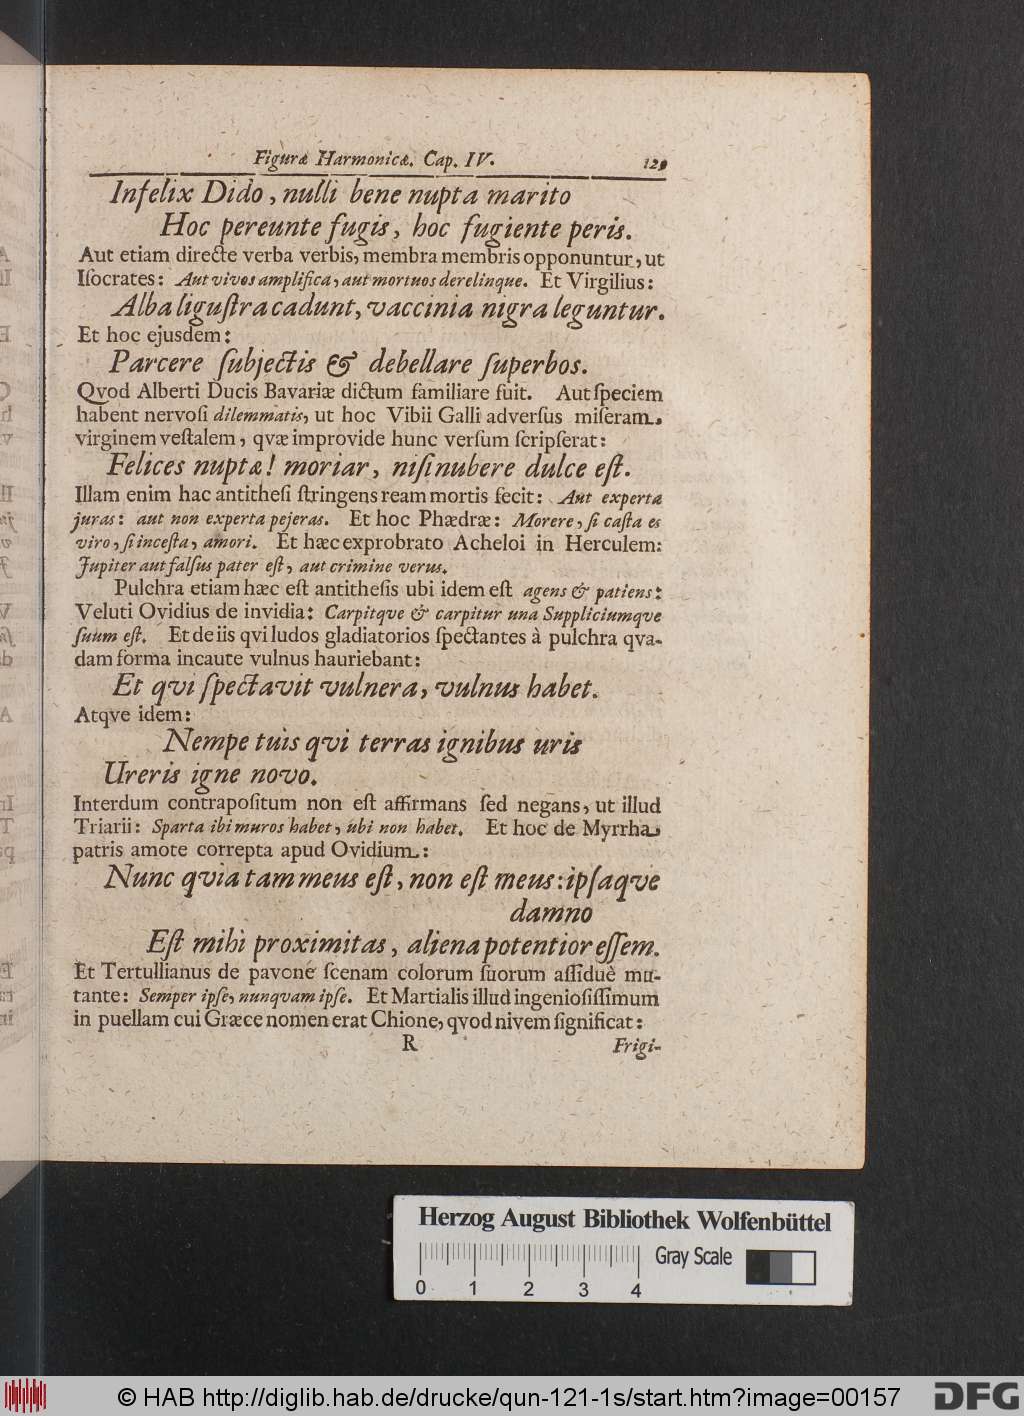 Figuræ Harmonicæ. Cap. IV. 129
Infelix Dido, nulli bene nupta marito
Hoc pereunte fugis, hoc fugiente peris.
Aut etiam directe verba verbis, membra membris opponuntur, ut
Iſocrates: Aut vivos amplifica, aut mortuos derelinque. Et Virgilius:
Alba liguſtra cadunt, vaccinia nigra leguntur.
Et hoc ejusdem:
Parcere ſubjectis & debellare ſuperbos.
Qvod Alberti Ducis Bavariæ dictum familiare fuit. Aut ſpeciem
habent nervoſi dilemmatis, ut hoc Vibii Galli adverſus miſeram.
virginem veſtalem, qvæ improvide hunc verſum ſcripſerat:
Felices nuptæ! moriar, niſi nubere dulce eſt.
Illam enim hac antitheſi ſtringens ream mortis fecit: Aut experta
juras: aut non experta pejeras. Et hoc Phædræ: Morere, ſi caſta es
viro, ſi inceſta, amori. Et hæc exprobrato Acheloi in Herculem:
Jupiter aut falſus pater eſt, aut crimine verus.
Pulchra etiam hæc eſt antitheſis ubi idem eſt agens & patiens:
Veluti Ovidius de invidia: Carpitqve & carpitur una Suppliciumqve
ſuum eſt. Et de iis qvi ludos gladiatorios ſpectantes à pulchra qva-
dam forma incaute vulnus hauriebant:
Et qvi ſpectavit vulnera, vulnus habet.
Atqve idem:
Nempe tuis qvi terras ignibus uris
Ureris igne novo.
Interdum contrapoſitum non eſt affirmans ſed negans, ut illud
Triarii: Sparta ibi muros habet, ubi non habet. Et hoc de Myrrha
patris amote correpta apud Ovidium.:
Nunc qvia tam meus eſt, non eſt meus: ipſaqve
damno
Eſt mihi proximitas, aliena potentior eſſem.
Et Tertullianus de pavone ſcenam colorum ſuorum aſſiduè mu-
tante: Semper ipſe, nunqvam ipſe. Et Martialis illud ingenioſiſſimum
in puellam cui Græce nomen erat Chione, qvod nivem ſignificat:
R Frigi-
Herzog August Bibliothek Wolfenbüttel
Gray Scale
0 1 2 3 4
© HAB http://diglib.hab.de/drucke/qun-121-1s/start.htm?image=00157
DFG